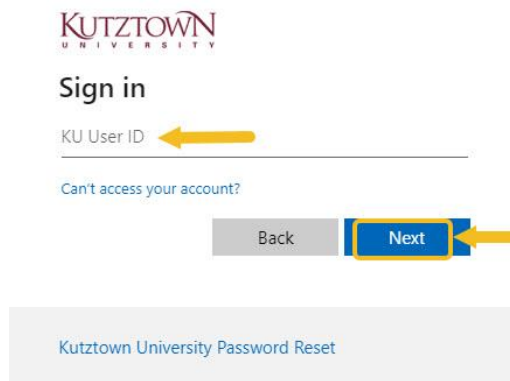 KUTZTOWN
UNIVERSITY
Sign in
KU User ID
Can't access your account?
Back Next
Kutztown University Password Reset